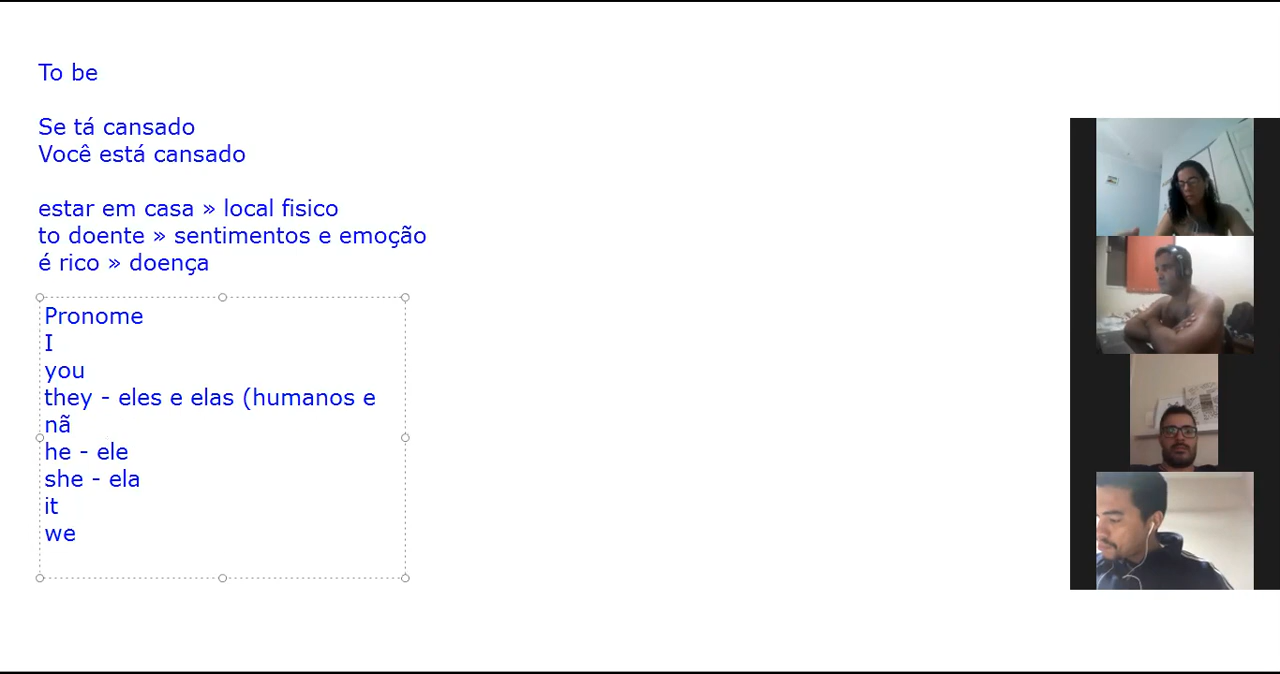 To be
Se tá cansado
Você está cansado
estar em casa » local fisico
to doente » sentimentos e emoção
é rico » doença
Pronome
I
you
they - eles e elas (humanos e
nã
he - ele
she - ela
it
we